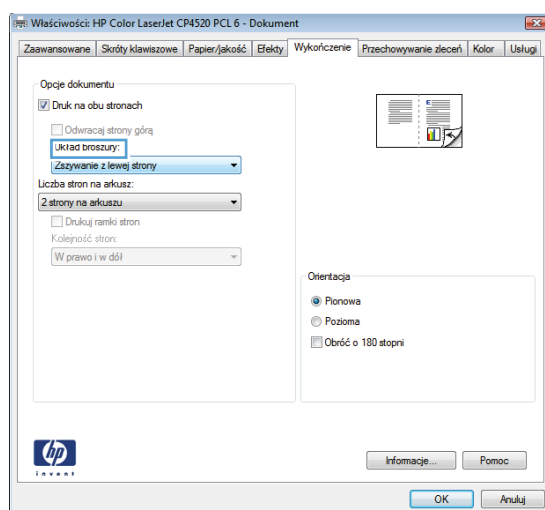 Właściwości: HP Color LaserJet CP4520 PCL 6 - Dokument
Zaawansowane Skróty klawiszowe Papier/jakość Efekty Wykończenie Przechowywanie zleceń Kolor Usługi
Opcje dokumentu
Druk na obu stronach
Odwracaj strony górą
Układ broszury:
Zszywanie z lewej strony
Liczba stron na arkusz:
2 strony na arkuszu
Drukuj ramki stron
Kolejność stron:
W prawo i w dół
Orientacja
Pionowa
Pozioma
Obróć o 180 stopni
hp
invent
Informacje... Pomoc
OK Anuluj